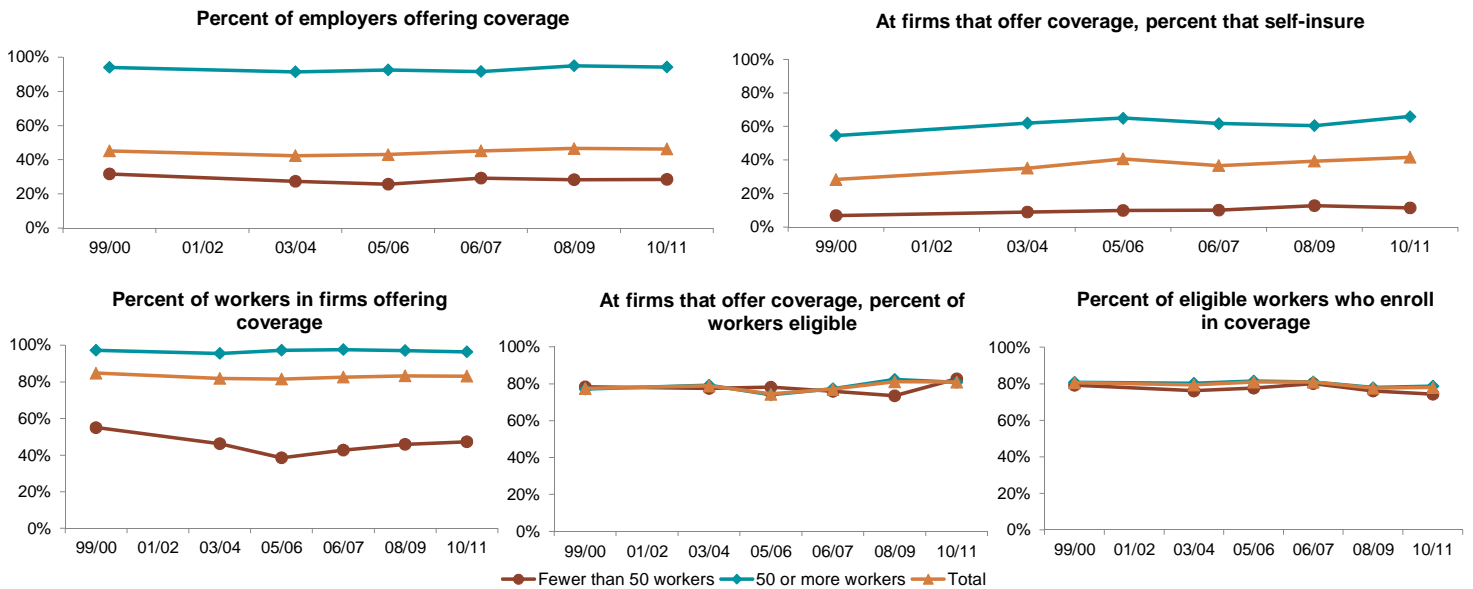 Percent of employers offering coverage
100%
80%
60%
40%
20%
0%
99/00 01/02 03/04 05/06 06/07 08/09 10/11
At firms that offer coverage, percent that self-insure
100%
80%
60%
40%
20%
0%
99/00 01/02 03/04 05/06 06/07 08/09 10/11
Percent of workers in firms offering
coverage
100%
80%
60%
40%
20%
0%
99/00 01/02 03/04 05/06 06/07 08/09 10/11
At firms that offer coverage, percent of
workers eligible
100%
80%
60%
40%
20%
0%
99/00 01/02 03/04 05/06 06/07 08/09 10/11
Percent of eligible workers who enroll
in coverage
100%
80%
60%
40%
20%
0%
99/00 01/02 03/04 05/06 06/07 08/09 10/11
Fewer than 50 workers 50 or more workers Total